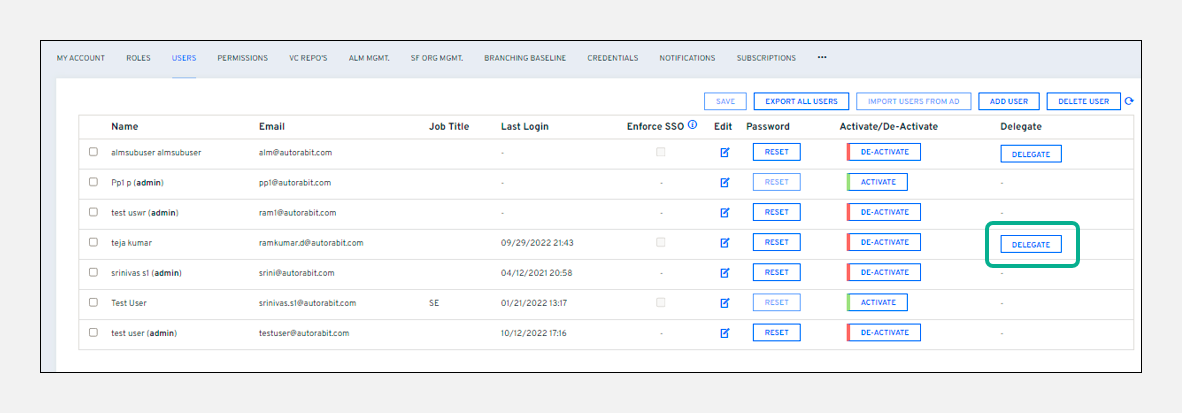 MY ACCOUNT ROLES USERS PERMISSIONS VC REPO'S ALM MGMT. SF ORG MGMT. BRANCHING BASELINE CREDENTIALS NOTIFICATIONS SUBSCRIPTIONS •••
SAVE EXPORT ALL USERS IMPORT USERS FROM AD ADD USER DELETE USER
Name Email Job Title Last Login Enforce SSO Edit Password Activate/De-Activate Delegate
almsubuser almsubuser alm@autorabit.com - RESET DE-ACTIVATE DELEGATE
Pp1 p (admin) pp1@autorabit.com - - RESET ACTIVATE -
test uswr (admin) ram1@autorabit.com - - RESET DE-ACTIVATE -
teja kumar ramkumar.d@autorabit.com 09/29/2022 21:43 RESET DE-ACTIVATE DELEGATE
srinivas s1 (admin) srini@autorabit.com 04/12/2021 20:58 - RESET DE-ACTIVATE -
Test User srinivas.s1@autorabit.com SE 01/21/2022 13:17 RESET ACTIVATE -
test user (admin) testuser@autorabit.com 10/12/2022 17:16 - RESET DE-ACTIVATE -